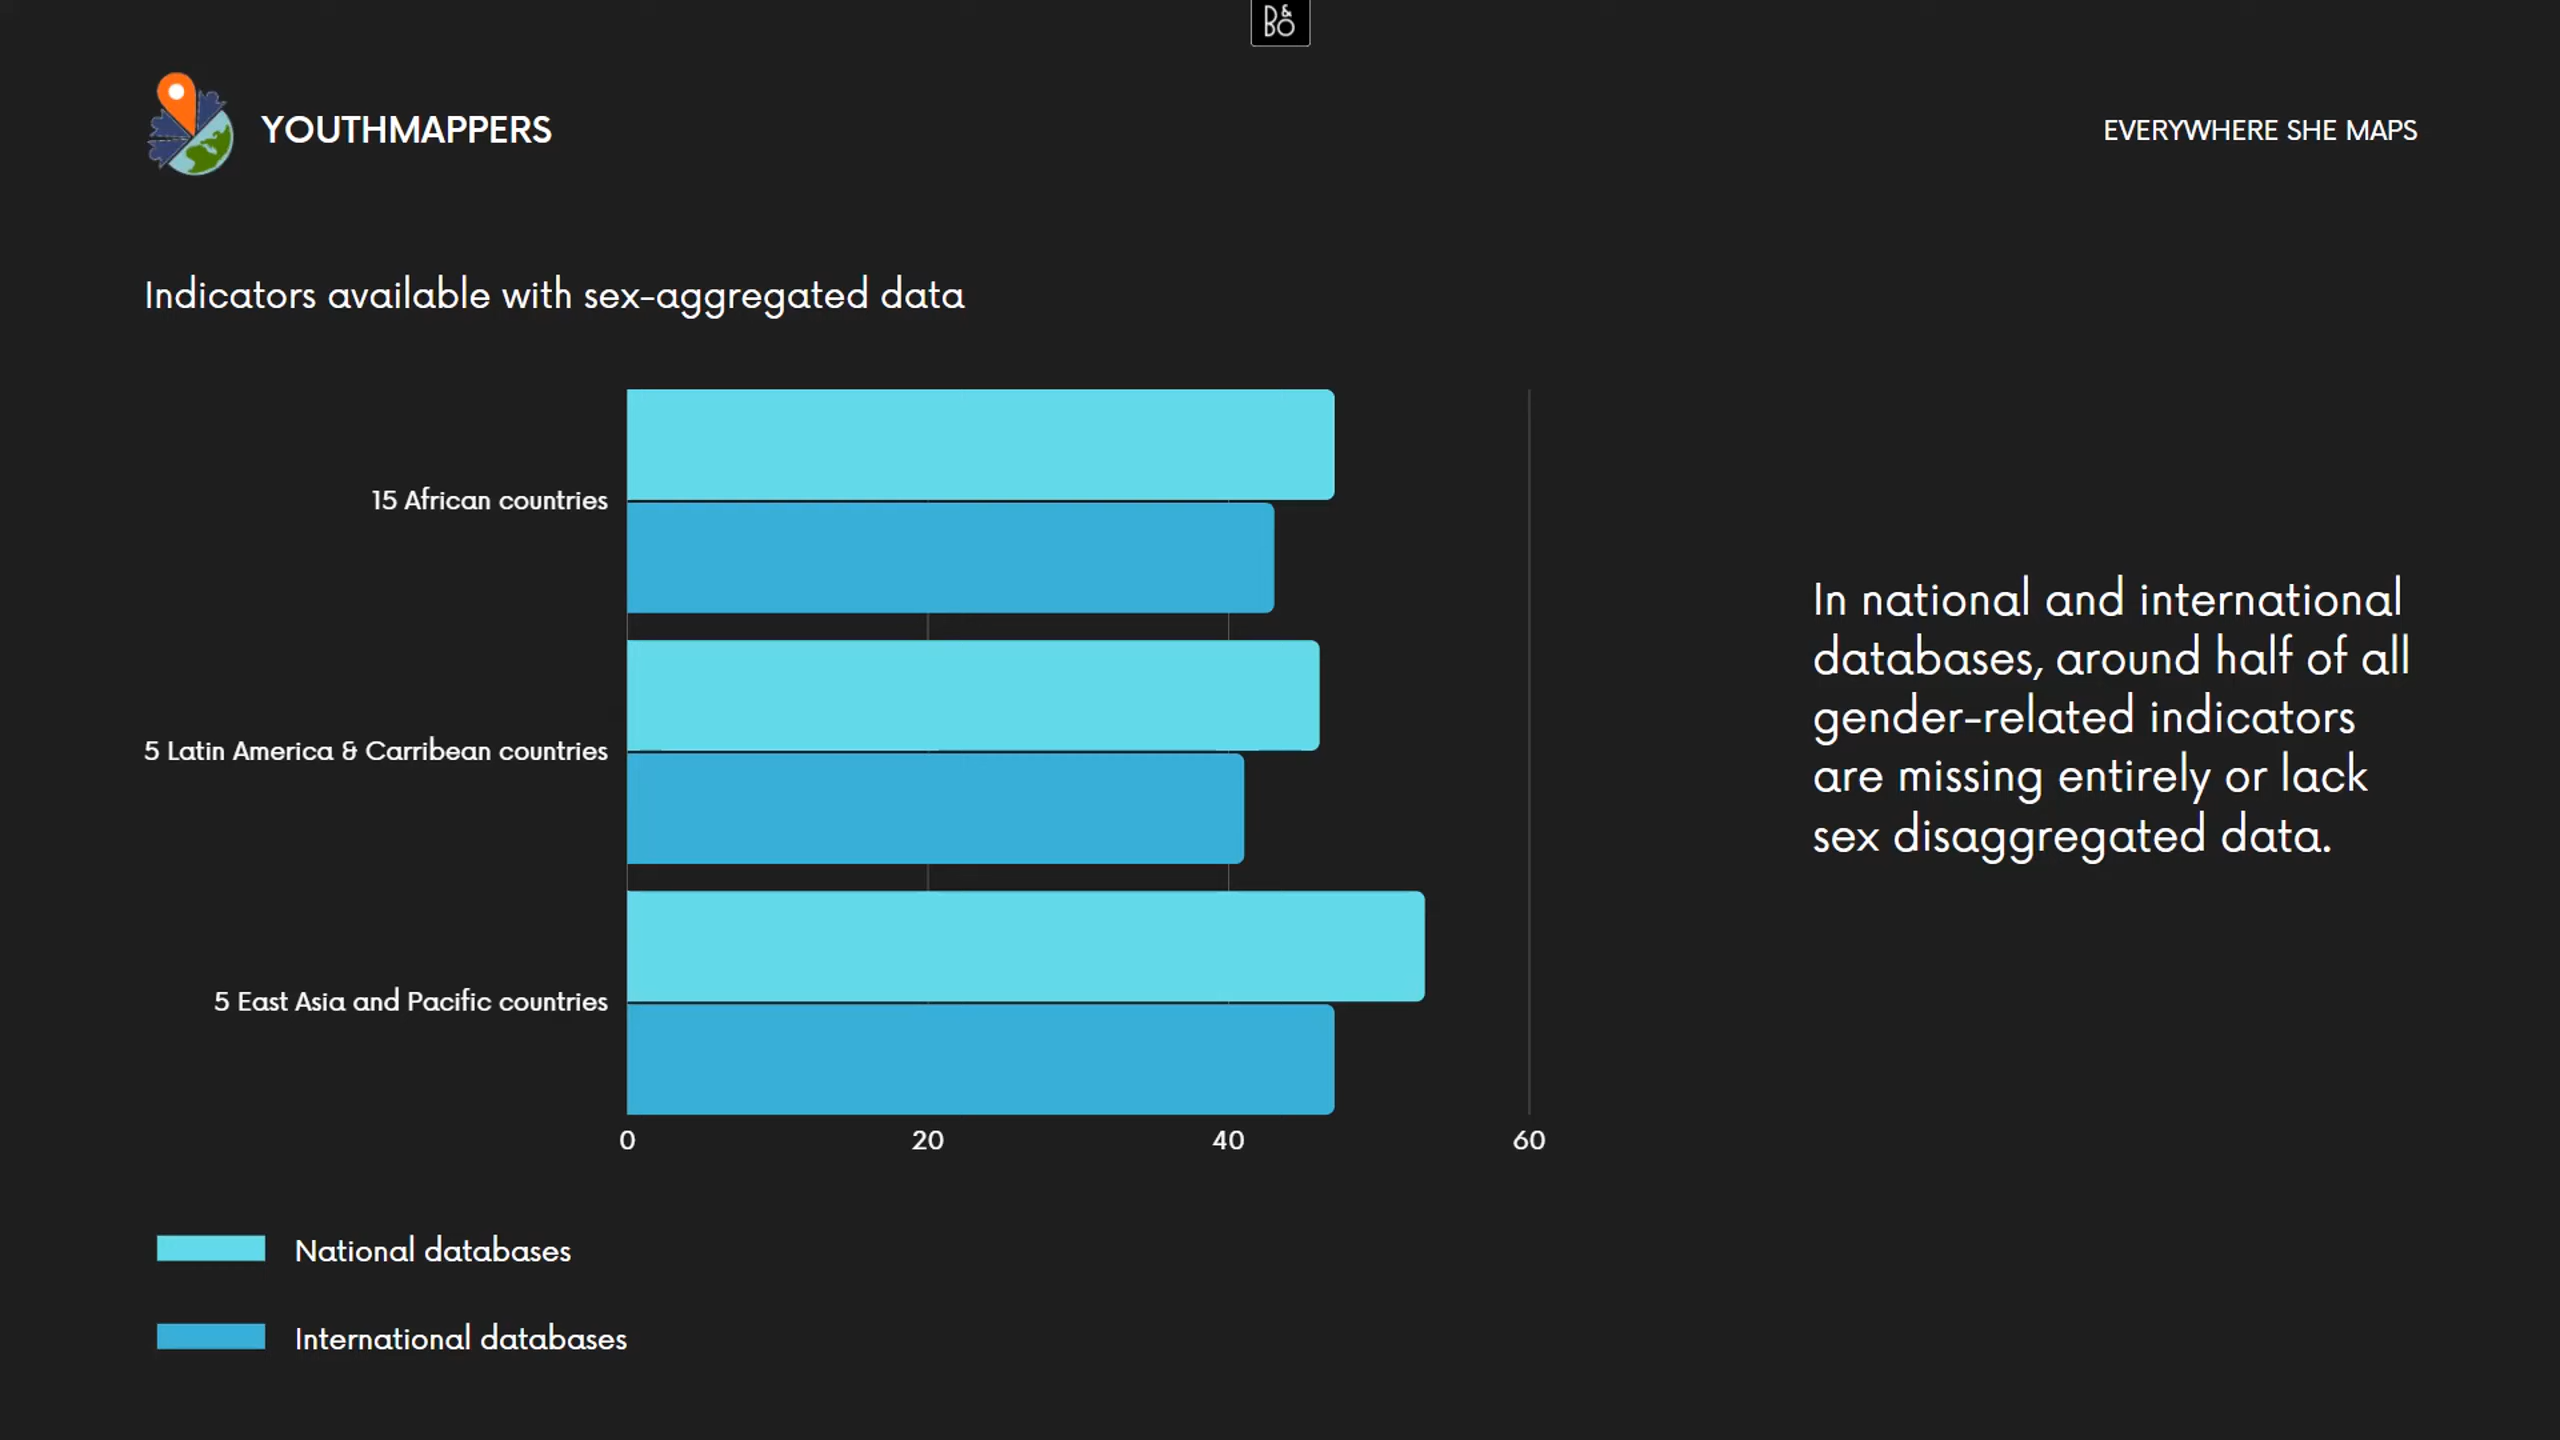 B&O
YOUTHMAPPERS
EVERYWHERE SHE MAPS
Indicators available with sex-aggregated data
15 African countries
5 Latin America & Carribean countries
5 East Asia and Pacific countries
0 20 40 60
In national and international
databases, around half of all
gender-related indicators
are missing entirely or lack
sex disaggregated data.
National databases
International databases